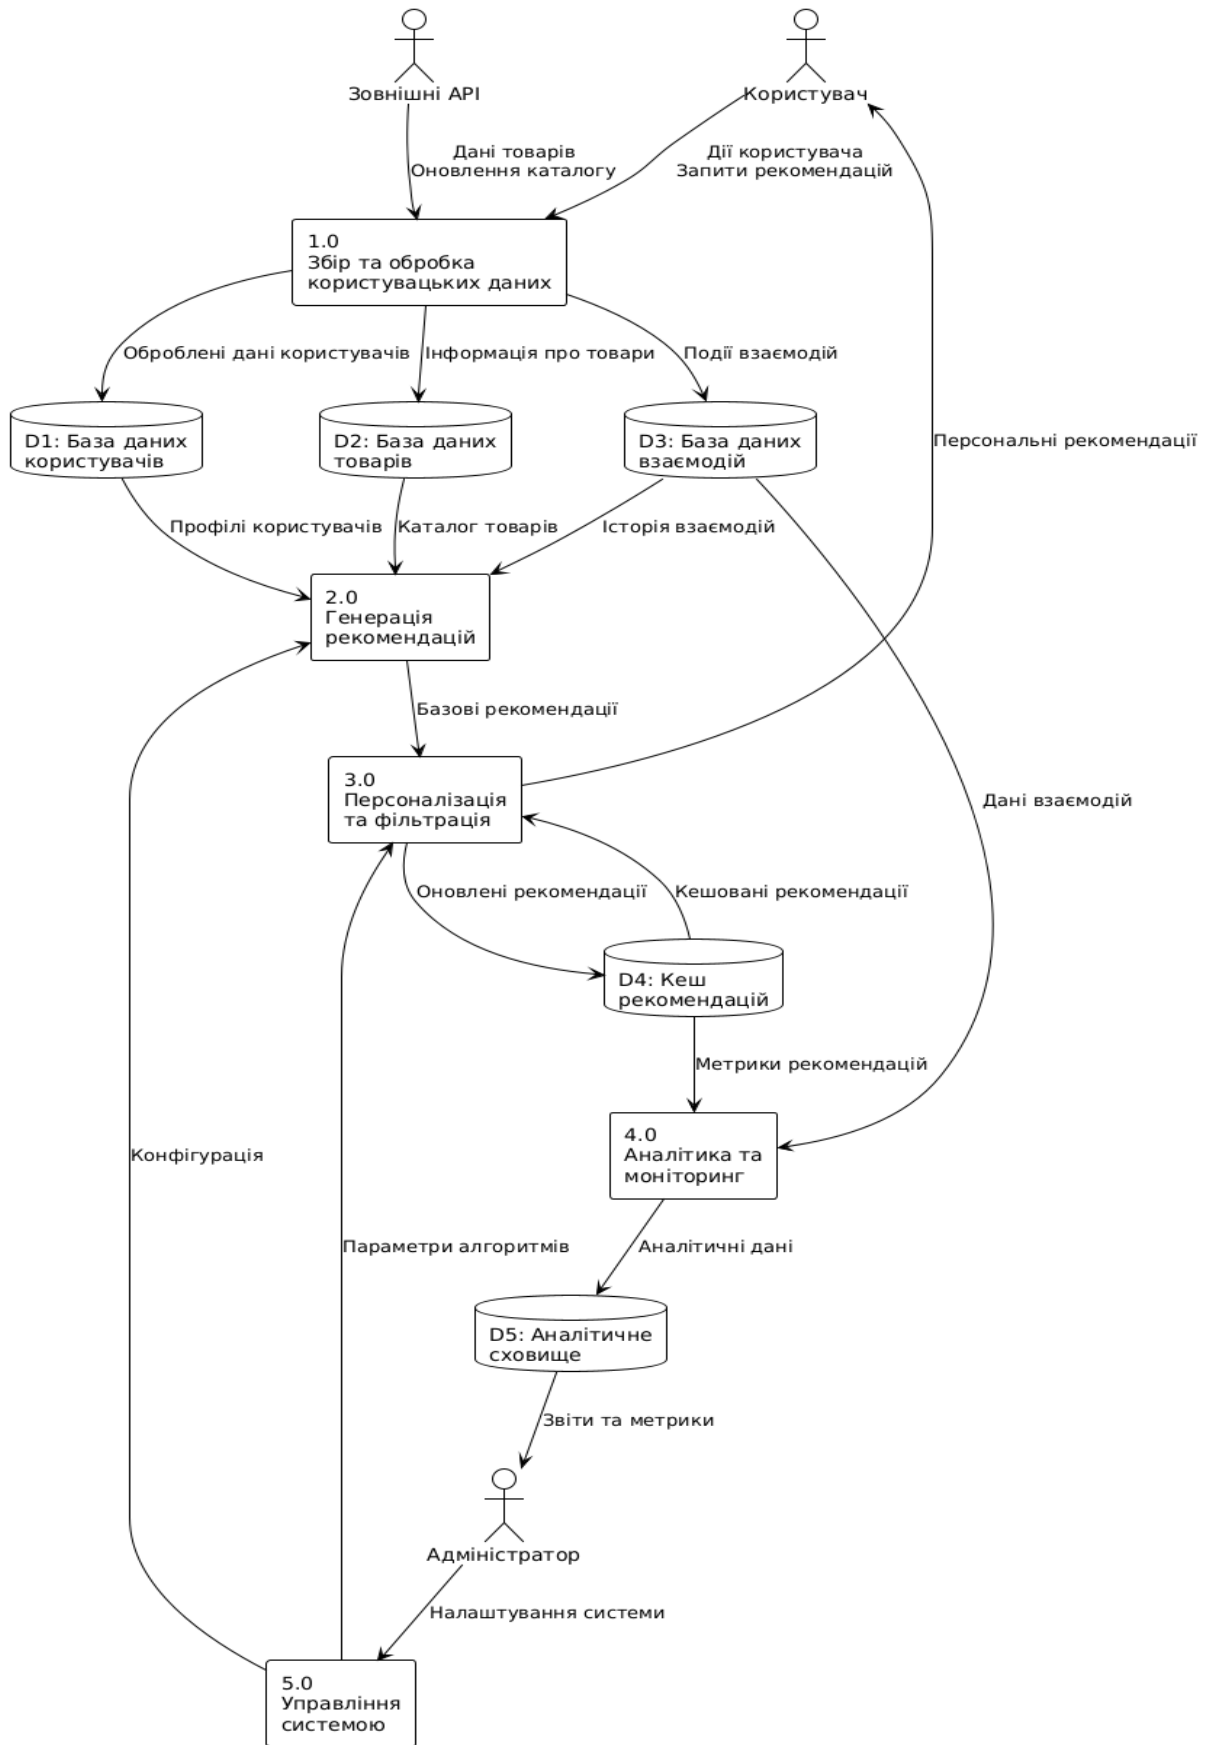 Зовнішні API
Користувач
Дані товарів
Оновлення каталогу
Дії користувача
Запити рекомендацій
1.0
Збір та обробка
користувацьких даних
Оброблені дані користувачів
Інформація про товари
Події взаємодій
D1: База даних
користувачів
D2: База даних
товарів
D3: База даних
взаємодій
Персональні рекомендації
Профілі користувачів
Каталог товарів
Історія взаємодій
2.0
Генерація
рекомендацій
Базові рекомендації
3.0
Персоналізація
та фільтрація
Дані взаємодій
Оновлені рекомендації
Кешовані рекомендації
D4: Кеш
рекомендацій
Метрики рекомендацій
4.0
Аналітика та
моніторинг
Конфігурація
Параметри алгоритмів
Аналітичні дані
D5: Аналітичне
сховище
Звіти та метрики
Адміністратор
Налаштування системи
5.0
Управління
системою